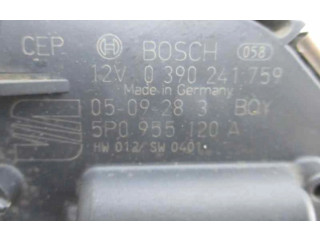 CEP BOSCH 058
12V 0 390 241 759
Made in Germany
05-09-28 3 BQY
5P0 955 120 A
HW 012/ SW 0401